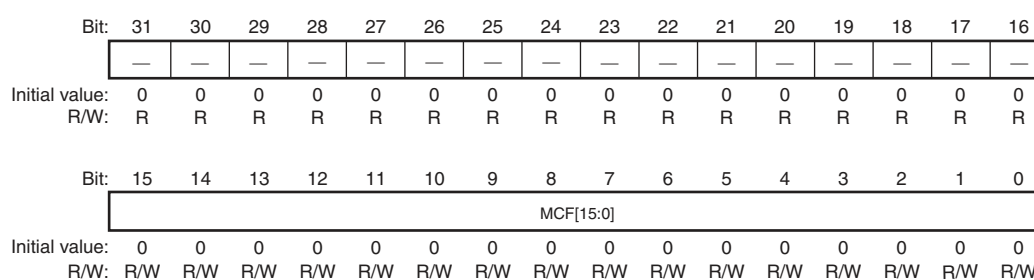 Bit: 31 30 29 28 27 26 25 24 23 22 21 20 19 18 17 16
— — — — — — — — — — — — — — — —
Initial value: 0 0 0 0 0 0 0 0 0 0 0 0 0 0 0 0
R/W: R R R R R R R R R R R R R R R R
Bit: 15 14 13 12 11 10 9 8 7 6 5 4 3 2 1 0
MCF[15:0]
Initial value: 0 0 0 0 0 0 0 0 0 0 0 0 0 0 0 0
R/W: R/W R/W R/W R/W R/W R/W R/W R/W R/W R/W R/W R/W R/W R/W R/W R/W